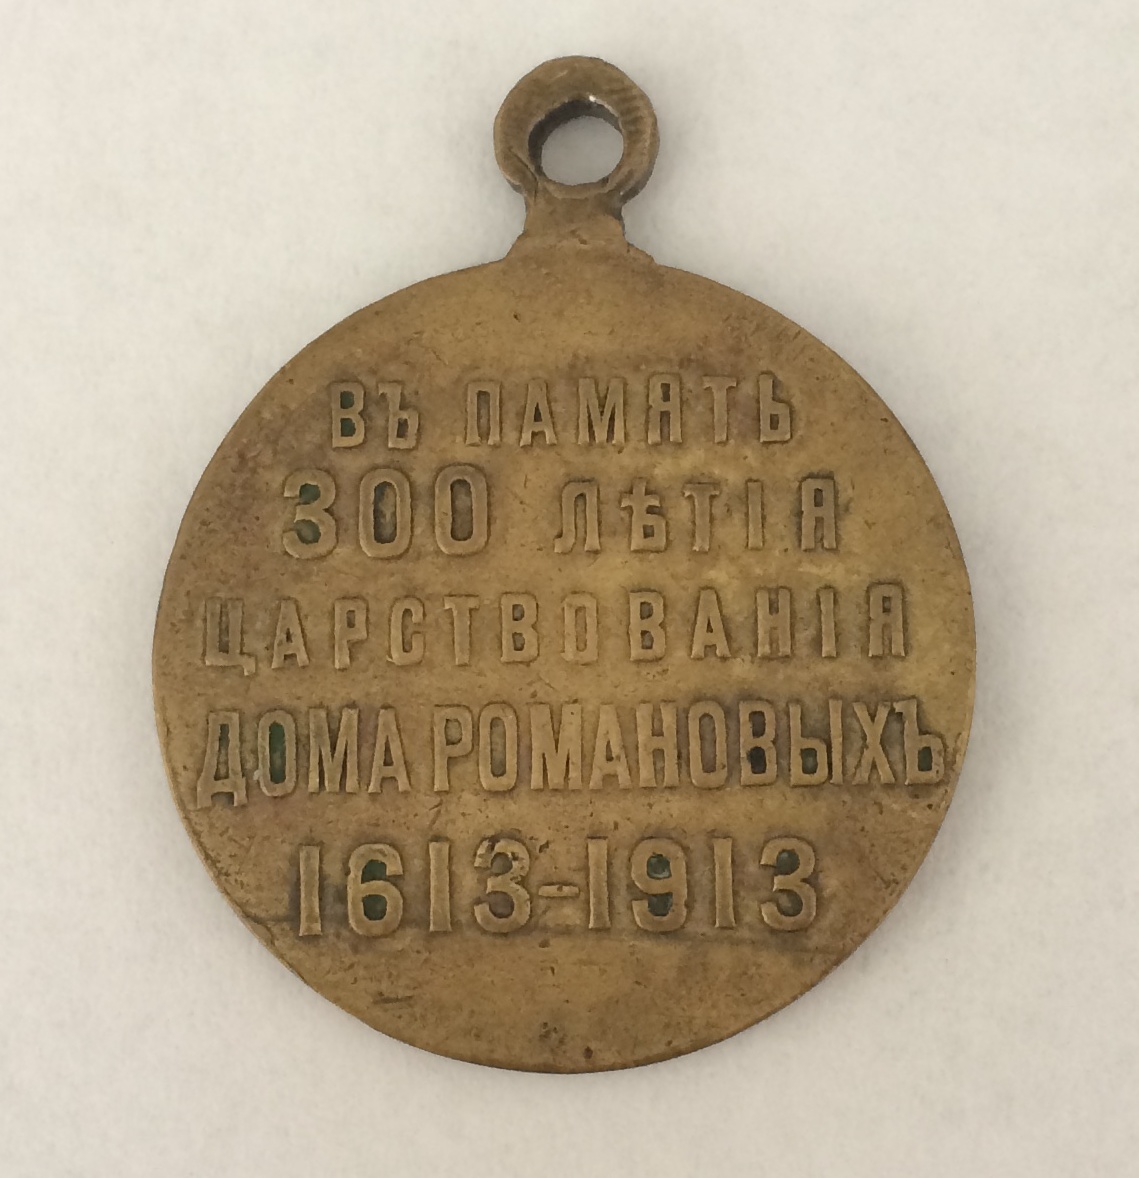 ВЪ ПАМЯТЬ
300 ЛѢТІЯ
ЦАРСТВОВАНІЯ
ДОМА РОМАНОВЫХЪ
1613-1913